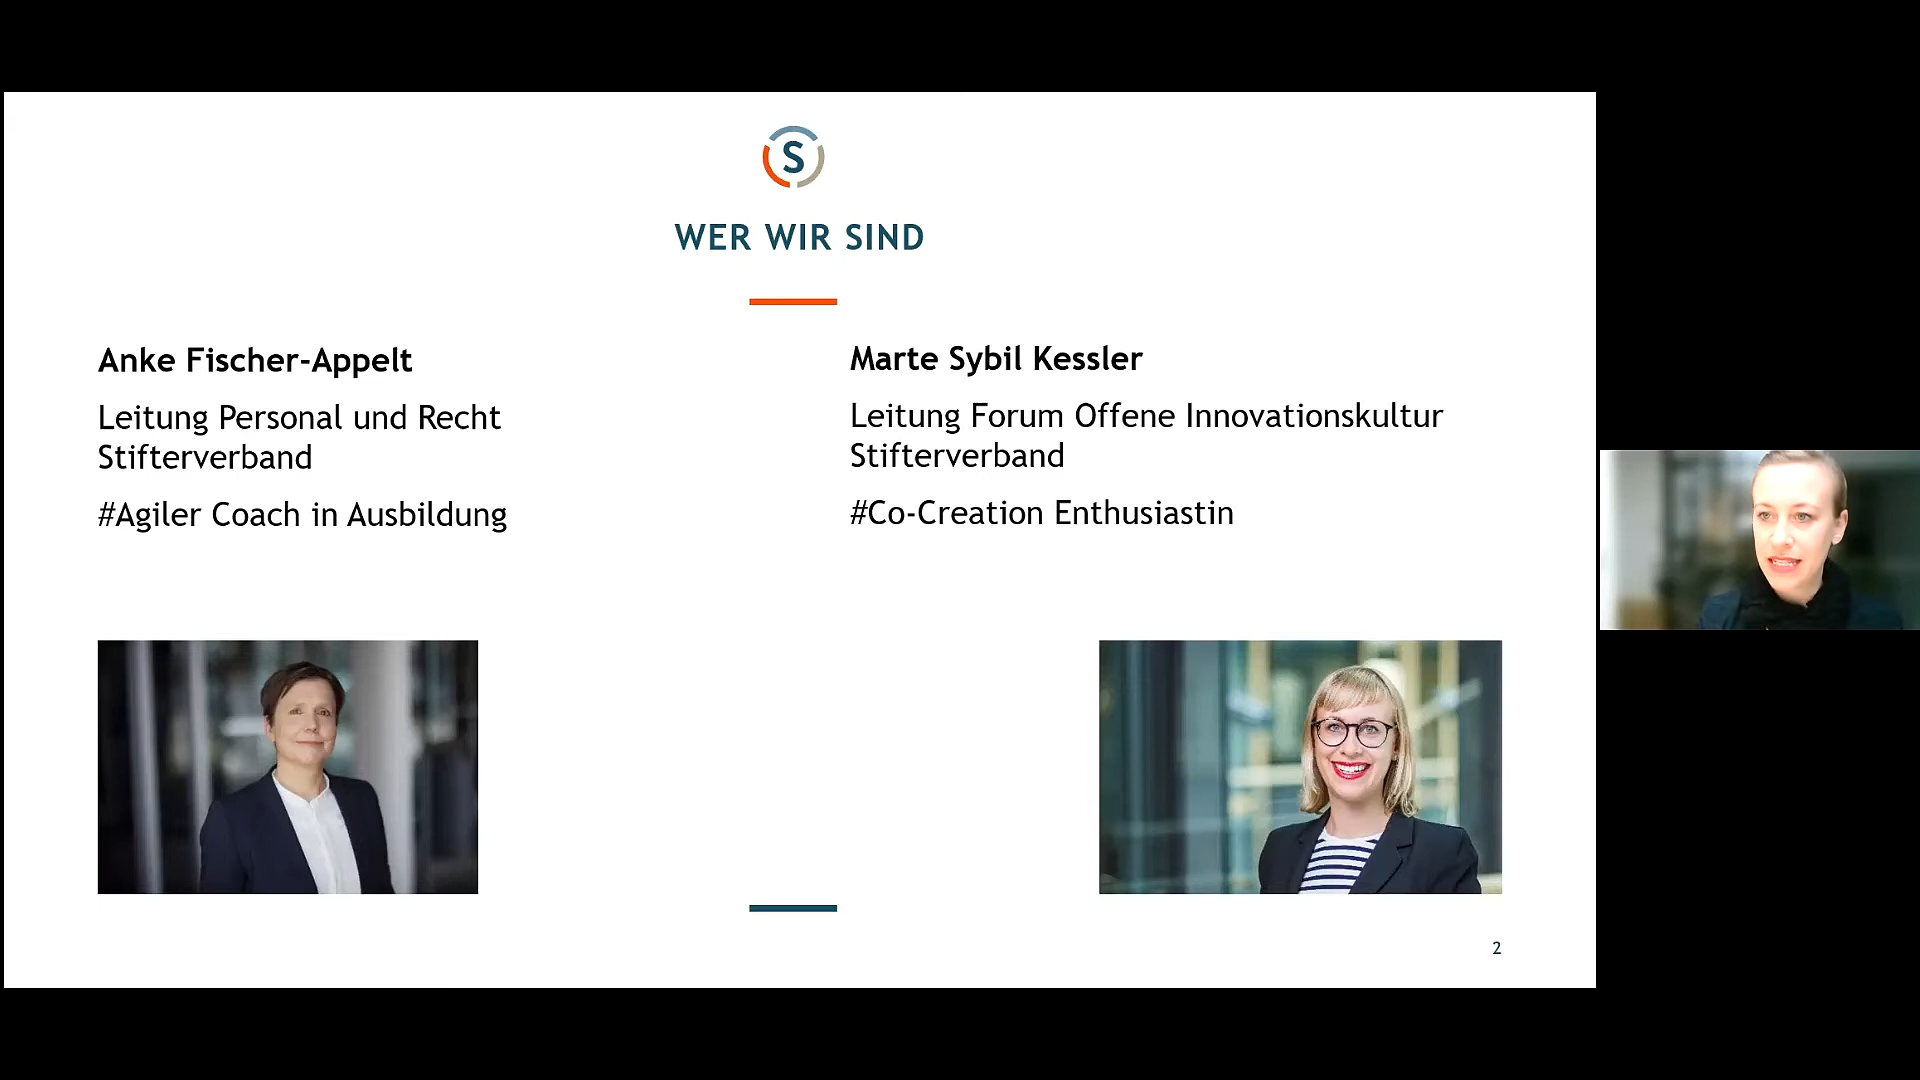 S
WER WIR SIND
Anke Fischer-Appelt
Leitung Personal und Recht
Stifterverband
#Agiler Coach in Ausbildung
Marte Sybil Kessler
Leitung Forum Offene Innovationskultur
Stifterverband
#Co-Creation Enthusiastin
2